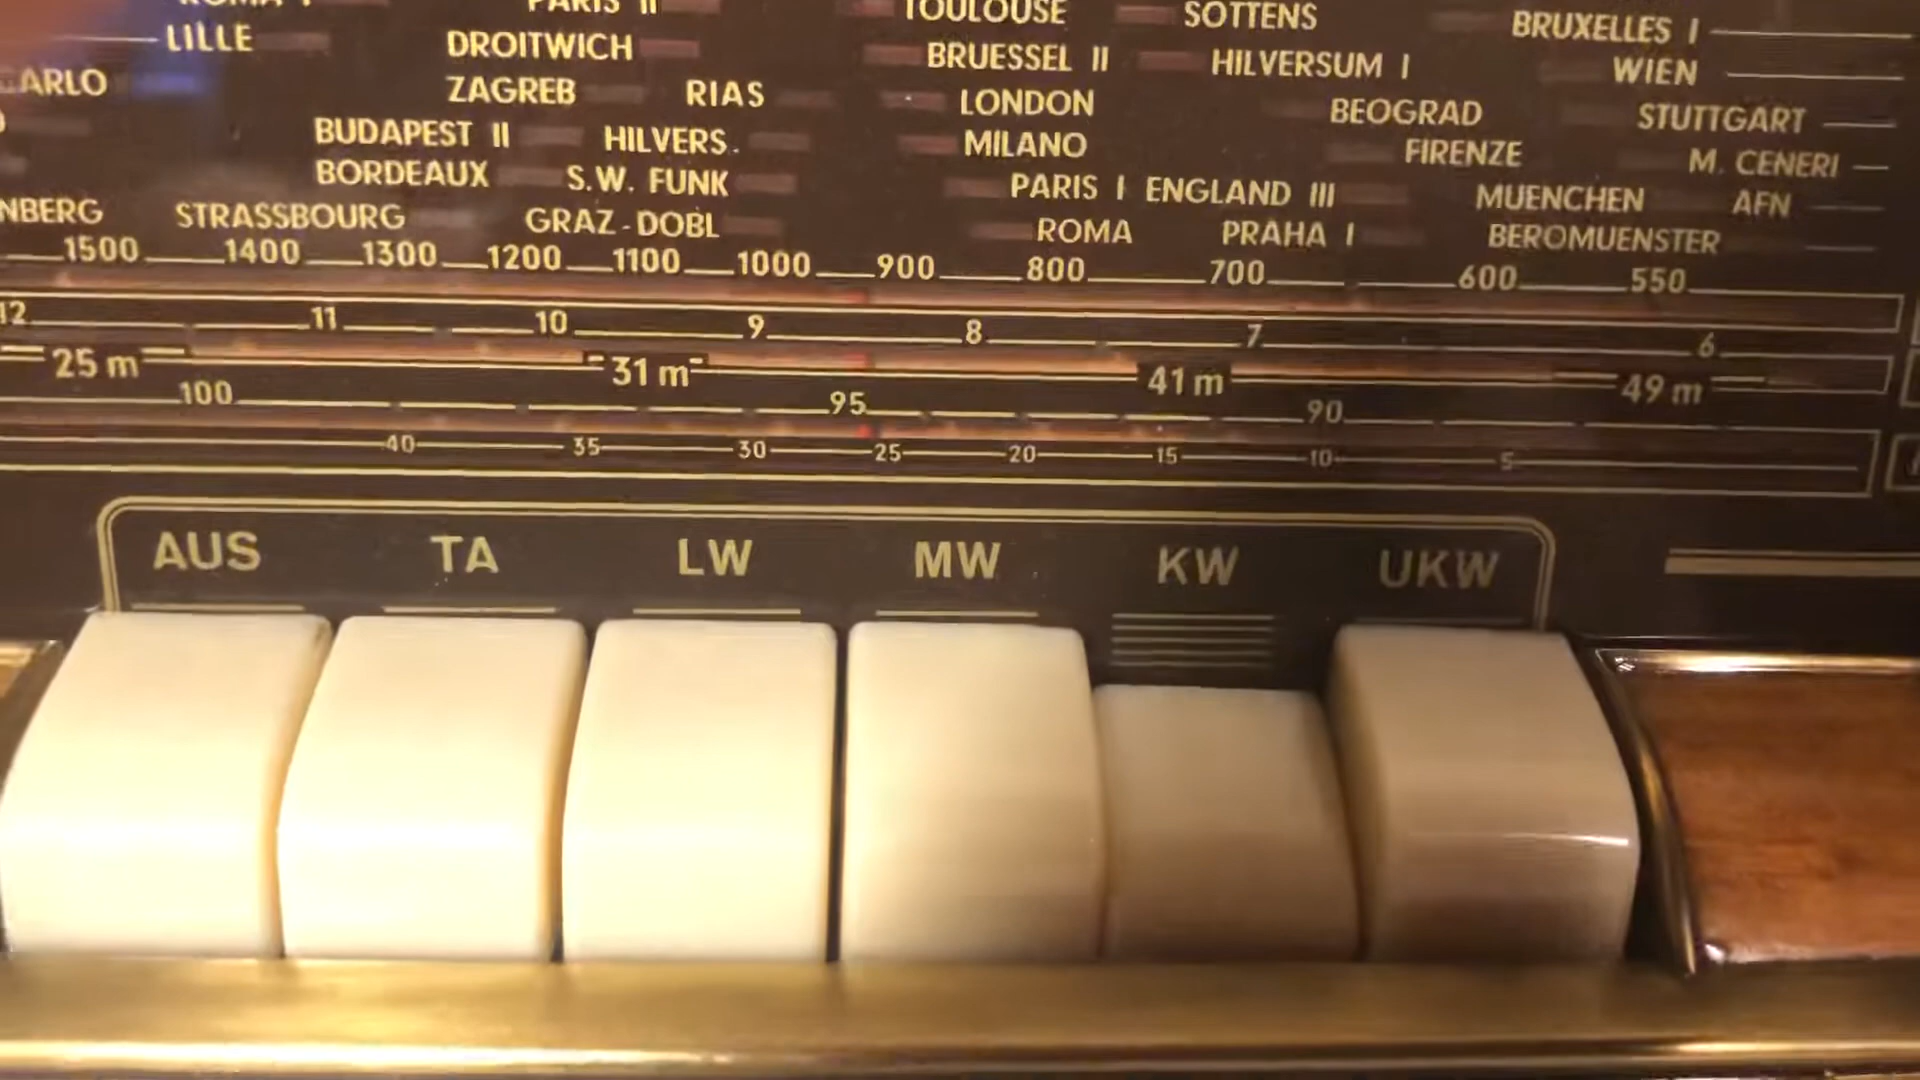 PARIS II TOULOUSE SOTTENS BRUXELLES I
LILLE DROITWICH BRUESSEL II HILVERSUM I WIEN
ARLO ZAGREB RIAS LONDON BEOGRAD STUTTGART
BUDAPEST II HILVERS. MILANO FIRENZE M. CENERI
BORDEAUX S.W. FUNK PARIS I ENGLAND III MUENCHEN AFN
NBERG STRASSBOURG GRAZ-DOBL ROMA PRAHA I BEROMUENSTER
1500 1400 1300 1200 1100 1000 900 800 700 600 550
12 11 10 9 8 7 6
25 m 31 m 41 m 49 m
100 95 90
40 35 30 25 20 15 10 5
AUS TA LW MW KW UKW